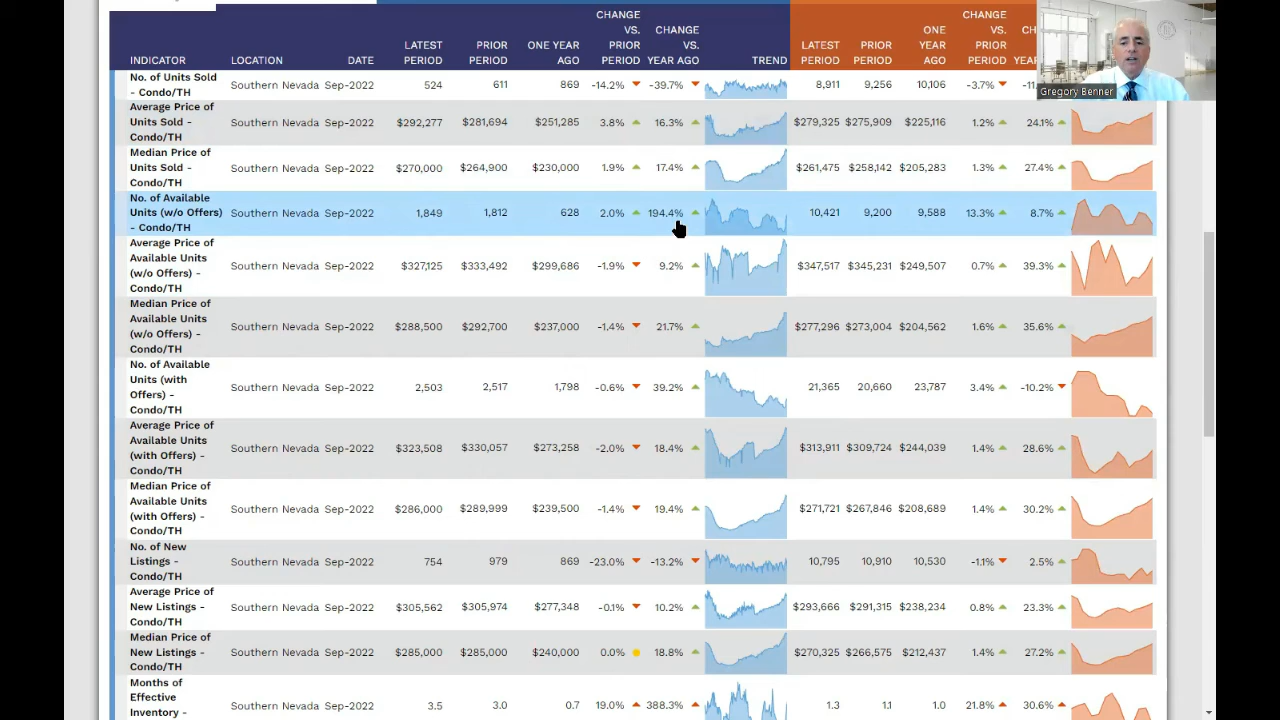 CHANGE CHANGE
VS. CHANGE ONE VS. CH
LATEST PRIOR ONE YEAR PRIOR VS. LATEST PRIOR YEAR PRIOR
INDICATOR LOCATION DATE PERIOD PERIOD AGO PERIOD YEAR AGO TREND PERIOD PERIOD AGO PERIOD YEAR
Gregory Benner
No. of Units Sold
- Condo/TH
Southern Nevada Sep-2022 524 611 869 -14.2% -39.7% 8,911 9,256 10,106 -3.7% -11.
Average Price of
Units Sold -
Condo/TH
Southern Nevada Sep-2022 $292,277 $281,694 $251,285 3.8% 16.3% $279,325 $275,909 $225,116 1.2% 24.1%
Median Price of
Units Sold -
Condo/TH
Southern Nevada Sep-2022 $270,000 $264,900 $230,000 1.9% 17.4% $261,475 $258,142 $205,283 1.3% 27.4%
No. of Available
Units (w/o Offers)
- Condo/TH
Southern Nevada Sep-2022 1,849 1,812 628 2.0% 194.4% 10,421 9,200 9,588 13.3% 8.7%
Average Price of
Available Units
(w/o Offers) -
Condo/TH
Southern Nevada Sep-2022 $327,125 $333,492 $299,686 -1.9% 9.2% $347,517 $345,231 $249,507 0.7% 39.3%
Median Price of
Available Units
(w/o Offers) -
Condo/TH
Southern Nevada Sep-2022 $288,500 $292,700 $237,000 -1.4% 21.7% $277,296 $273,004 $204,562 1.6% 35.6%
No. of Available
Units (with
Offers) -
Condo/TH
Southern Nevada Sep-2022 2,503 2,517 1,798 -0.6% 39.2% 21,365 20,660 23,787 3.4% -10.2%
Average Price of
Available Units
(with Offers) -
Condo/TH
Southern Nevada Sep-2022 $323,508 $330,057 $273,258 -2.0% 18.4% $313,911 $309,724 $244,039 1.4% 28.6%
Median Price of
Available Units
(with Offers) -
Condo/TH
Southern Nevada Sep-2022 $286,000 $289,999 $239,500 -1.4% 19.4% $271,721 $267,846 $208,689 1.4% 30.2%
No. of New
Listings -
Condo/TH
Southern Nevada Sep-2022 754 979 869 -23.0% -13.2% 10,795 10,910 10,530 -1.1% 2.5%
Average Price of
New Listings -
Condo/TH
Southern Nevada Sep-2022 $305,562 $305,974 $277,348 -0.1% 10.2% $293,666 $291,315 $238,234 0.8% 23.3%
Median Price of
New Listings -
Condo/TH
Southern Nevada Sep-2022 $285,000 $285,000 $240,000 0.0% 18.8% $270,325 $266,575 $212,437 1.4% 27.2%
Months of
Effective
Inventory -
Southern Nevada Sep-2022 3.5 3.0 0.7 19.0% 388.3% 1.3 1.1 1.0 21.8% 30.6%